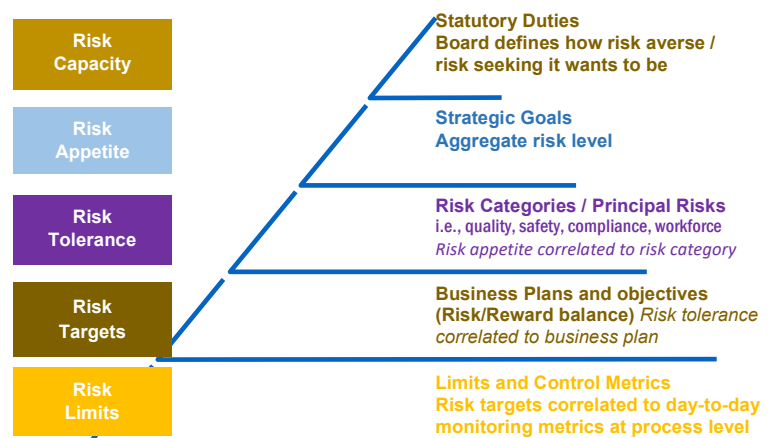 Risk
Capacity
Statutory Duties
Board defines how risk averse /
risk seeking it wants to be
Risk
Appetite
Strategic Goals
Aggregate risk level
Risk
Tolerance
Risk Categories / Principal Risks
i.e., quality, safety, compliance, workforce
Risk appetite correlated to risk category
Risk
Targets
Business Plans and objectives
(Risk/Reward balance) Risk tolerance
correlated to business plan
Risk
Limits
Limits and Control Metrics
Risk targets correlated to day-to-day
monitoring metrics at process level